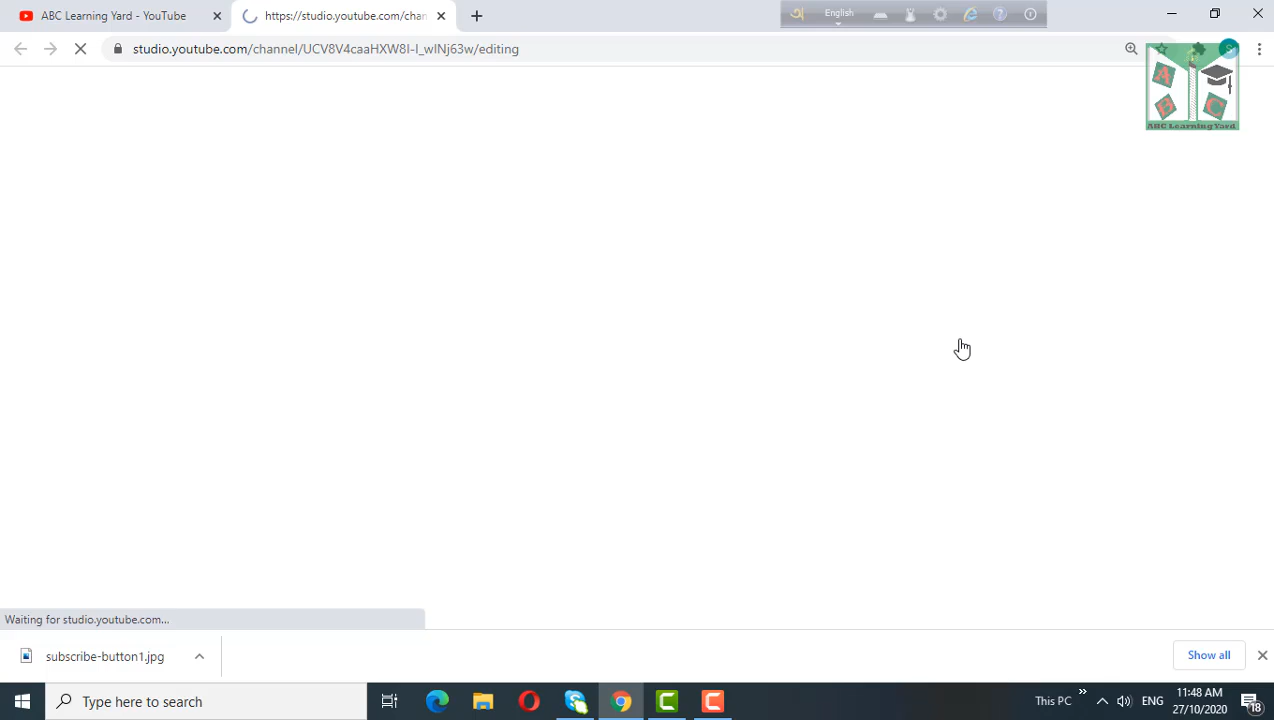 ABC Learning Yard - YouTube
https://studio.youtube.com/chan
English
studio.youtube.com/channel/UCV8V4caaHXW8I-I_wINj63w/editing
A
B
C
ABC Learning Yard
Waiting for studio.youtube.com...
subscribe-button1.jpg
Show all
Type here to search
This PC
ENG
11:48 AM
27/10/2020
18